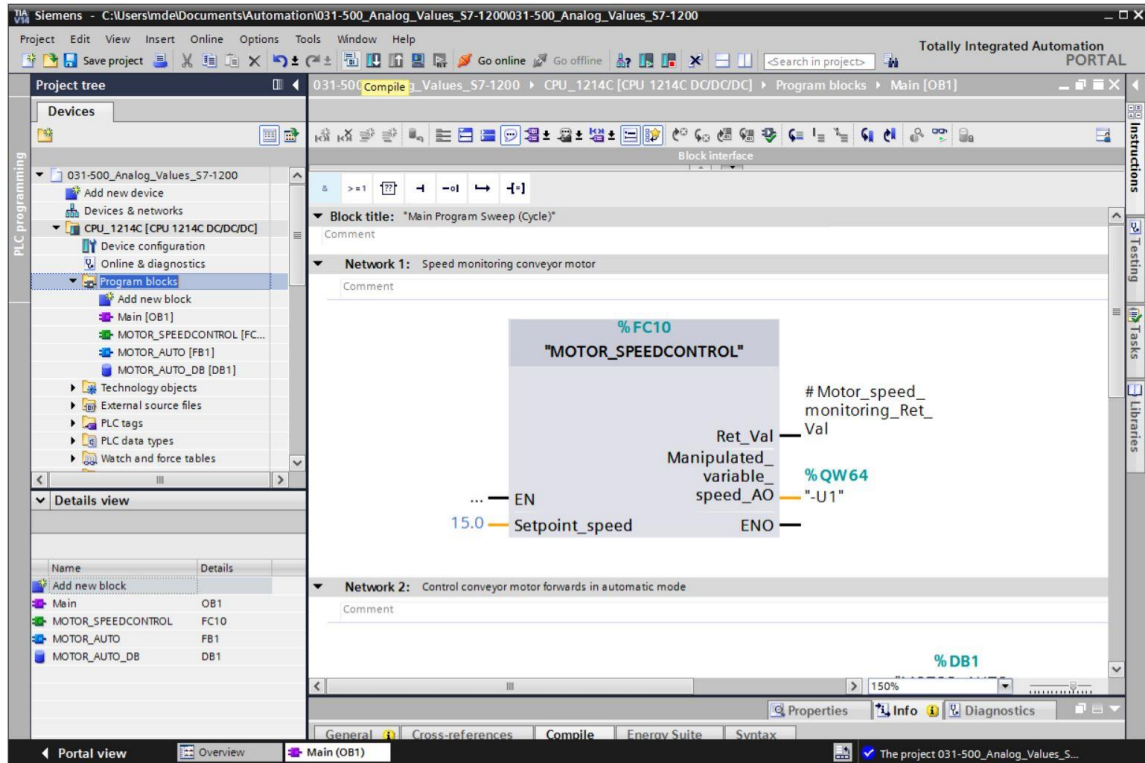 TIA V14 Siemens - C:\Users\mde\Documents\Automation\031-500_Analog_Values_S7-1200\031-500_Analog_Values_S7-1200
Project Edit View Insert Online Options Tools Window Help
Totally Integrated Automation
PORTAL
Save project Go online Go offline <Search in project>
Project tree
031-50 Compile g_Values_S7-1200 CPU_1214C [CPU 1214C DC/DC/DC] Program blocks Main [OB1]
Devices
Block interface
PLC programming
031-500_Analog_Values_S7-1200
Add new device
Devices & networks
CPU_1214C [CPU 1214C DC/DC/DC]
Device configuration
Online & diagnostics
Program blocks
Add new block
Main [OB1]
MOTOR_SPEEDCONTROL [FC...
MOTOR_AUTO [FB1]
MOTOR_AUTO_DB [DB1]
Technology objects
External source files
PLC tags
PLC data types
Watch and force tables
Details view
Name Details
Add new block
Main OB1
MOTOR_SPEEDCONTROL FC10
MOTOR_AUTO FB1
MOTOR_AUTO_DB DB1
& >=1 ??
Block title: "Main Program Sweep (Cycle)"
Comment
Network 1: Speed monitoring conveyor motor
Comment
%FC10
"MOTOR_SPEEDCONTROL"
#Motor_speed_
monitoring_Ret_
Val
Ret_Val
Manipulated_
variable_
speed_AO
%QW64
"-U1"
... EN
15.0 Setpoint_speed
ENO
Network 2: Control conveyor motor forwards in automatic mode
Comment
%DB1
150%
Properties Info Diagnostics
General Cross-references Compile Energy Suite Syntax
Instructions
Testing
Tasks
Libraries
Portal view Overview Main (OB1) The project 031-500_Analog_Values_S...